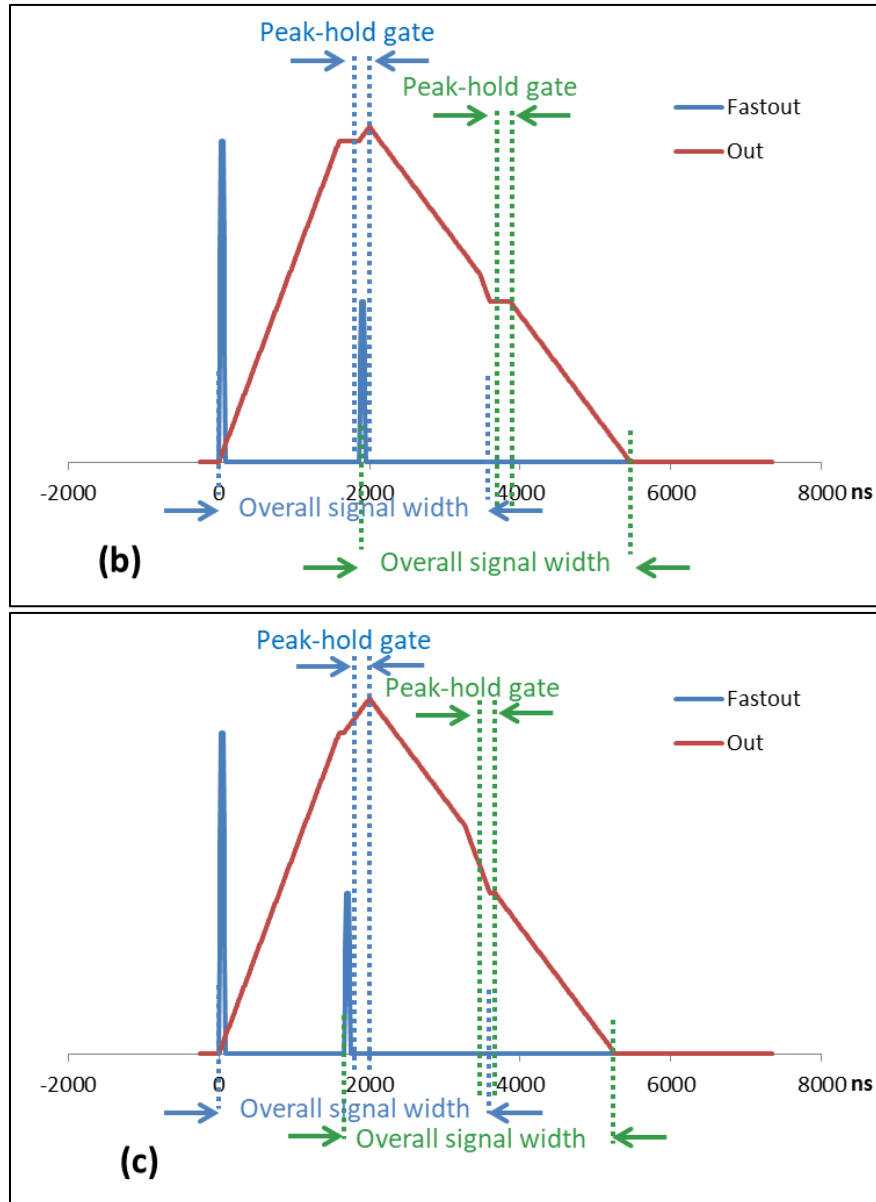 Peak-hold gate
Peak-hold gate
Fastout
Out
-2000 0 2000 4000 6000 8000 ns
Overall signal width
(b)
Overall signal width
Peak-hold gate
Peak-hold gate
Fastout
Out
-2000 0 2000 4000 6000 8000 ns
Overall signal width
Overall signal width
(c)